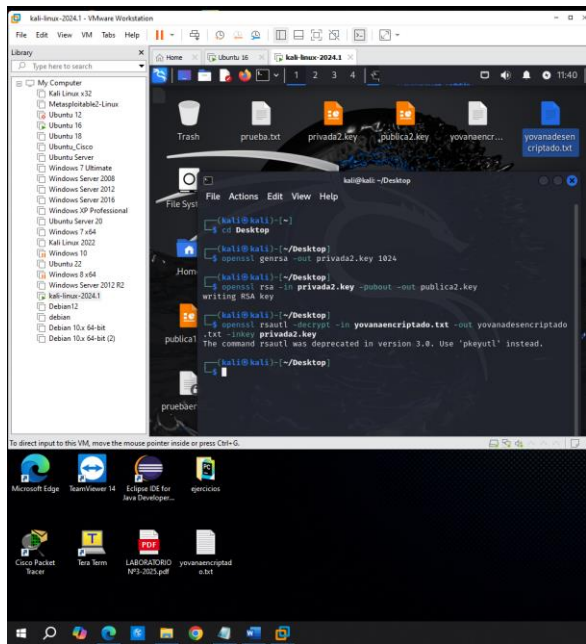 kali-linux-2024.1 - VMware Workstation
File Edit View VM Tabs Help
Library
Type here to search
My Computer
Kali Linux x32
Metasploitable2-Linux
Ubuntu 12
Ubuntu 16
Ubuntu 18
Ubuntu_Cisco
Ubuntu Server
Windows 7 Ultimate
Windows Server 2008
Windows Server 2012
Windows Server 2016
Windows XP Professional
Ubuntu Server 20
Windows 7 x64
Kali Linux 2022
Windows 10
Ubuntu 22
Windows 8 x64
Windows Server 2012 R2
kali-linux-2024.1
Debian12
debian
Debian 10.x 64-bit
Debian 10.x 64-bit (2)
Home Ubuntu 16 kali-linux-2024.1
1 2 3 4 11:40
Trash prueba.txt privada2.key publica2.key yovanaencr... yovanadesen
criptado.txt
File Syst
Home
publica1
pruebaer
kali@kali: ~/Desktop
File Actions Edit View Help
(kali㉿kali)-[~]
$ cd Desktop
(kali㉿kali)-[~/Desktop]
$ openssl genrsa -out privada2.key 1024
(kali㉿kali)-[~/Desktop]
$ openssl rsa -in privada2.key -pubout -out publica2.key
writing RSA key
(kali㉿kali)-[~/Desktop]
$ openssl rsautl -decrypt -in yovanaencriptado.txt -out yovanadesencriptado
.txt -inkey privada2.key
The command rsautl was deprecated in version 3.0. Use 'pkeyutl' instead.
(kali㉿kali)-[~/Desktop]
$
To direct input to this VM, move the mouse pointer inside or press Ctrl+G.
Microsoft Edge TeamViewer 14 Eclipse IDE for
Java Developer... ejercicios
Cisco Packet
Tracer Tera Term LABORATORIO
Nº3-2025.pdf yovanaencriptad
o.txt
PDF